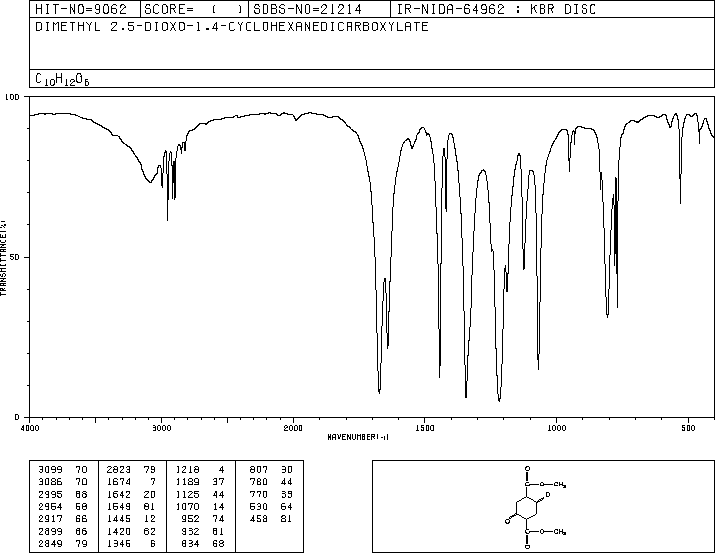 HIT-NO=9062 SCORE= ( ) SDBS-NO=21214 IR-NIDA-64962 : KBR DISC
DIMETHYL 2,5-DIOXO-1,4-CYCLOHEXANEDICARBOXYLATE
C10H12O6
100
50
0
TRANSMITTANCE(%)
4000 3000 2000 1500 1000 500
WAVENUMBER(-1)
3099 70 2823 79 1218 4 807 30
3086 70 1674 7 1189 37 780 44
2995 68 1642 20 1125 44 770 39
2954 58 1549 81 1070 14 530 64
2917 66 1445 12 952 74 458 81
2899 66 1420 62 932 81
2849 79 1346 6 834 68
O
C O CH3
O
O
C O CH3
O